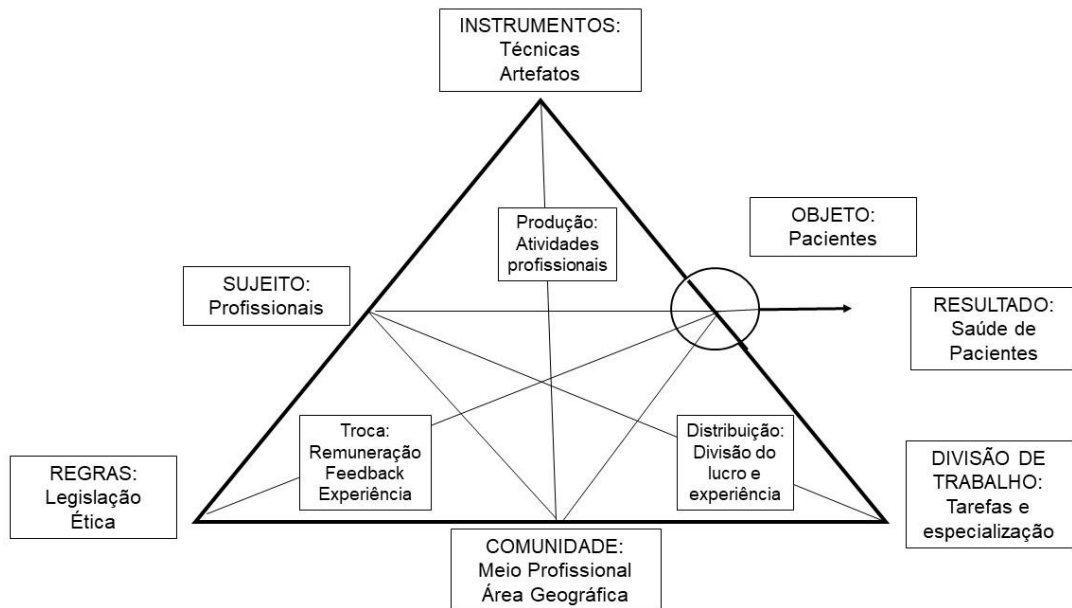 INSTRUMENTOS:
Técnicas
Artefatos
Produção:
Atividades
profissionais
OBJETO:
Pacientes
SUJEITO:
Profissionais
RESULTADO:
Saúde de
Pacientes
Troca:
Remuneração
Feedback
Experiência
Distribuição:
Divisão do
lucro e
experiência
REGRAS:
Legislação
Ética
DIVISÃO DE
TRABALHO:
Tarefas e
especialização
COMUNIDADE:
Meio Profissional
Área Geográfica